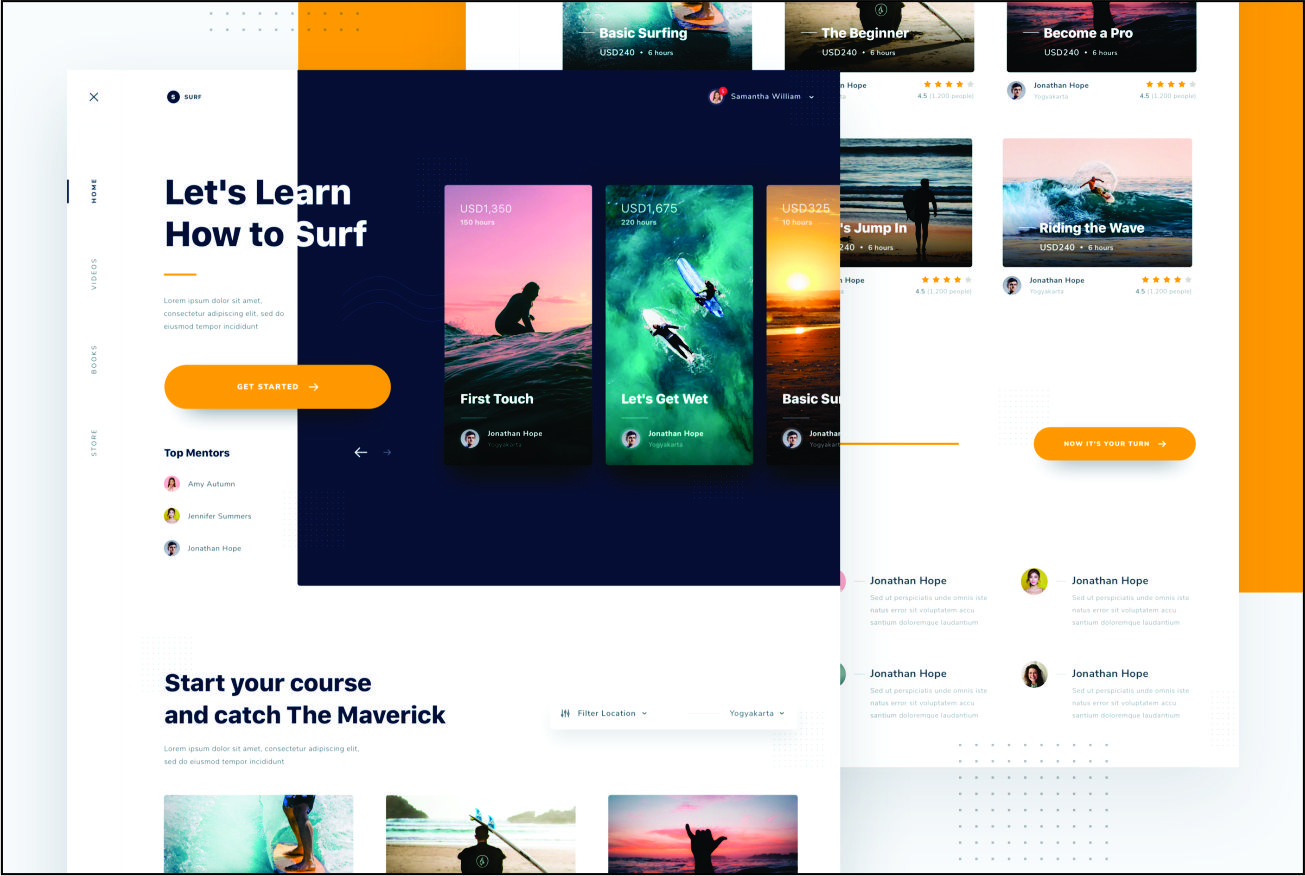 Basic Surfing
USD240 • 6 hours
The Beginner
USD240 • 6 hours
Become a Pro
USD240 • 6 hours
Hope
4.5 (1,200 people)
Jonathan Hope
Yogyakarta
4.5 (1,200 people)
S SURF
Samantha William
HOME
VIDEOS
BOOKS
STORE
Let's Learn
How to Surf
Lorem ipsum dolor sit amet,
consectetur adipiscing elit, sed do
eiusmod tempor incididunt
GET STARTED
Top Mentors
Amy Autumn
Jennifer Summers
Jonathan Hope
USD1,350
150 hours
First Touch
Jonathan Hope
Yogyakarta
USD1,675
220 hours
Let's Get Wet
Jonathan Hope
Yogyakarta
USD325
10 hours
Basic Su
Jonathan
Yogyakart
's Jump In
240 • 6 hours
Hope
4.5 (1,200 people)
Riding the Wave
USD240 • 6 hours
Jonathan Hope
Yogyakarta
4.5 (1,200 people)
NOW IT'S YOUR TURN
Jonathan Hope
Sed ut perspiciatis unde omnis iste
natus error sit voluptatem accu
santium doloremque laudantium
Jonathan Hope
Sed ut perspiciatis unde omnis iste
natus error sit voluptatem accu
santium doloremque laudantium
Jonathan Hope
Sed ut perspiciatis unde omnis iste
natus error sit voluptatem accu
santium doloremque laudantium
Jonathan Hope
Sed ut perspiciatis unde omnis iste
natus error sit voluptatem accu
santium doloremque laudantium
Start your course
and catch The Maverick
Lorem ipsum dolor sit amet, consectetur adipiscing elit,
sed do eiusmod tempor incididunt
Filter Location
Yogyakarta